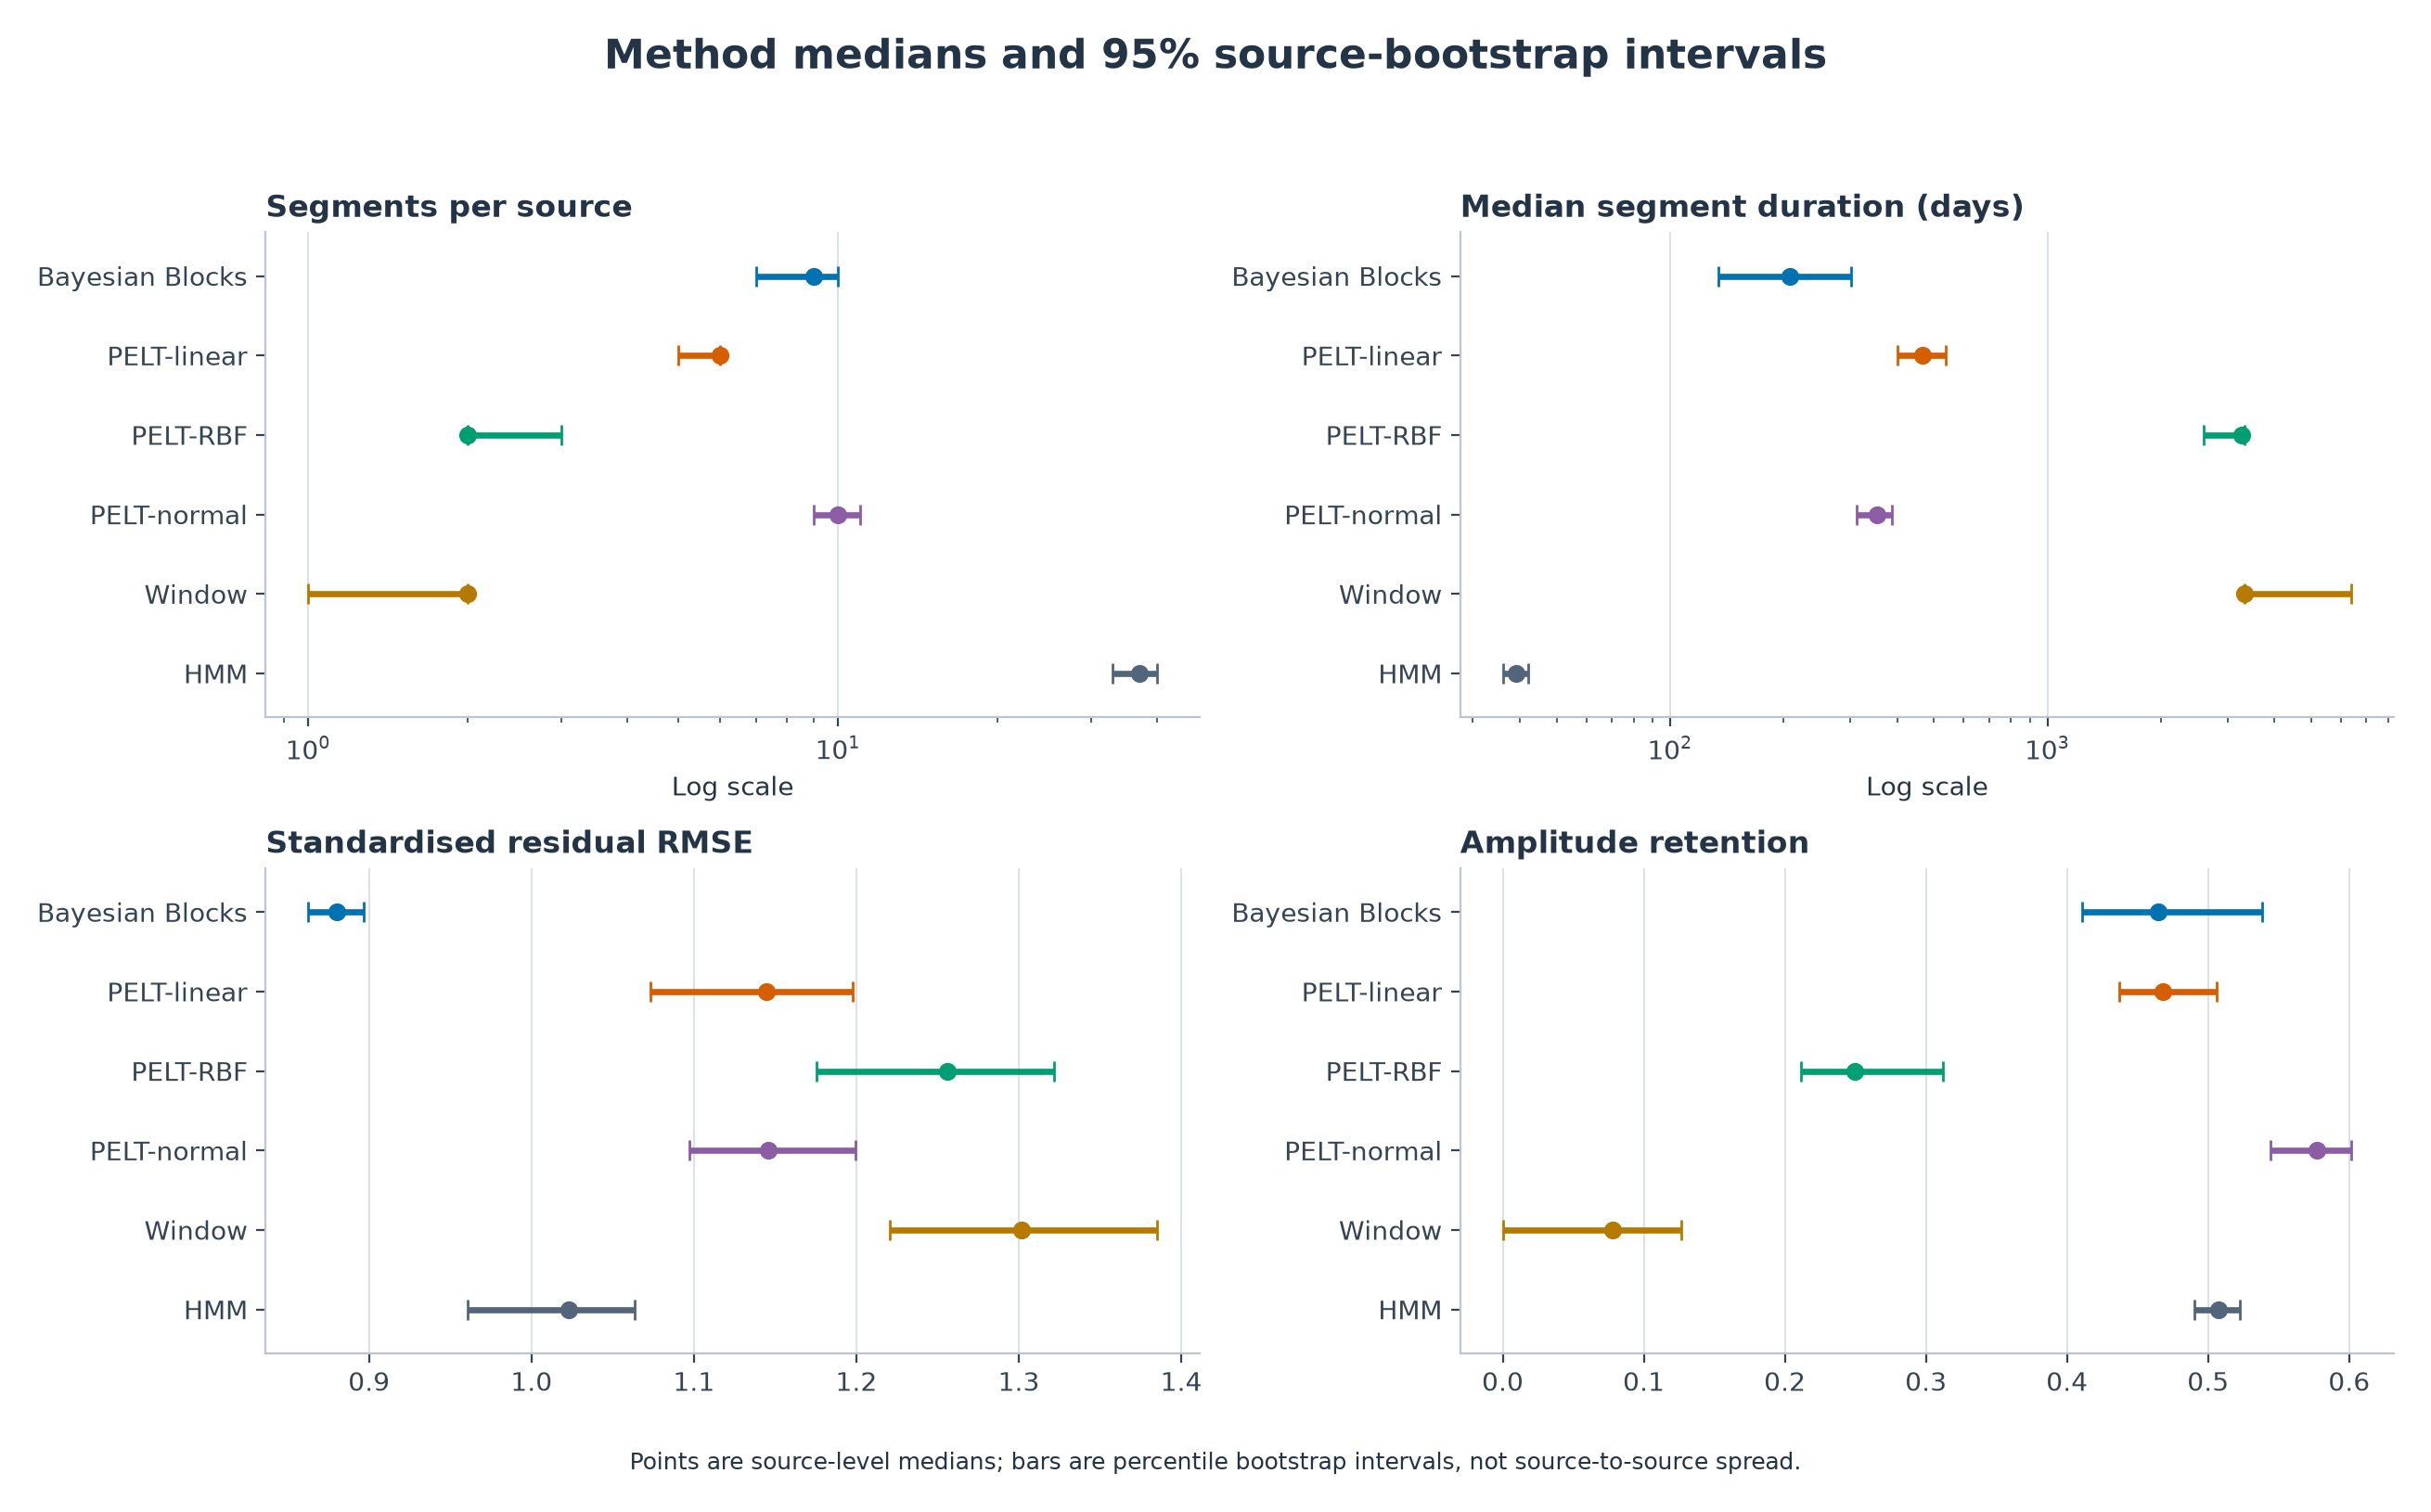 Method medians and 95% source-bootstrap intervals
Segments per source
Bayesian Blocks
PELT-linear
PELT-RBF
PELT-normal
Window
HMM
10⁰ 10¹
Log scale
Median segment duration (days)
Bayesian Blocks
PELT-linear
PELT-RBF
PELT-normal
Window
HMM
10² 10³
Log scale
Standardised residual RMSE
Bayesian Blocks
PELT-linear
PELT-RBF
PELT-normal
Window
HMM
0.9 1.0 1.1 1.2 1.3 1.4
Amplitude retention
Bayesian Blocks
PELT-linear
PELT-RBF
PELT-normal
Window
HMM
0.0 0.1 0.2 0.3 0.4 0.5 0.6
Points are source-level medians; bars are percentile bootstrap intervals, not source-to-source spread.